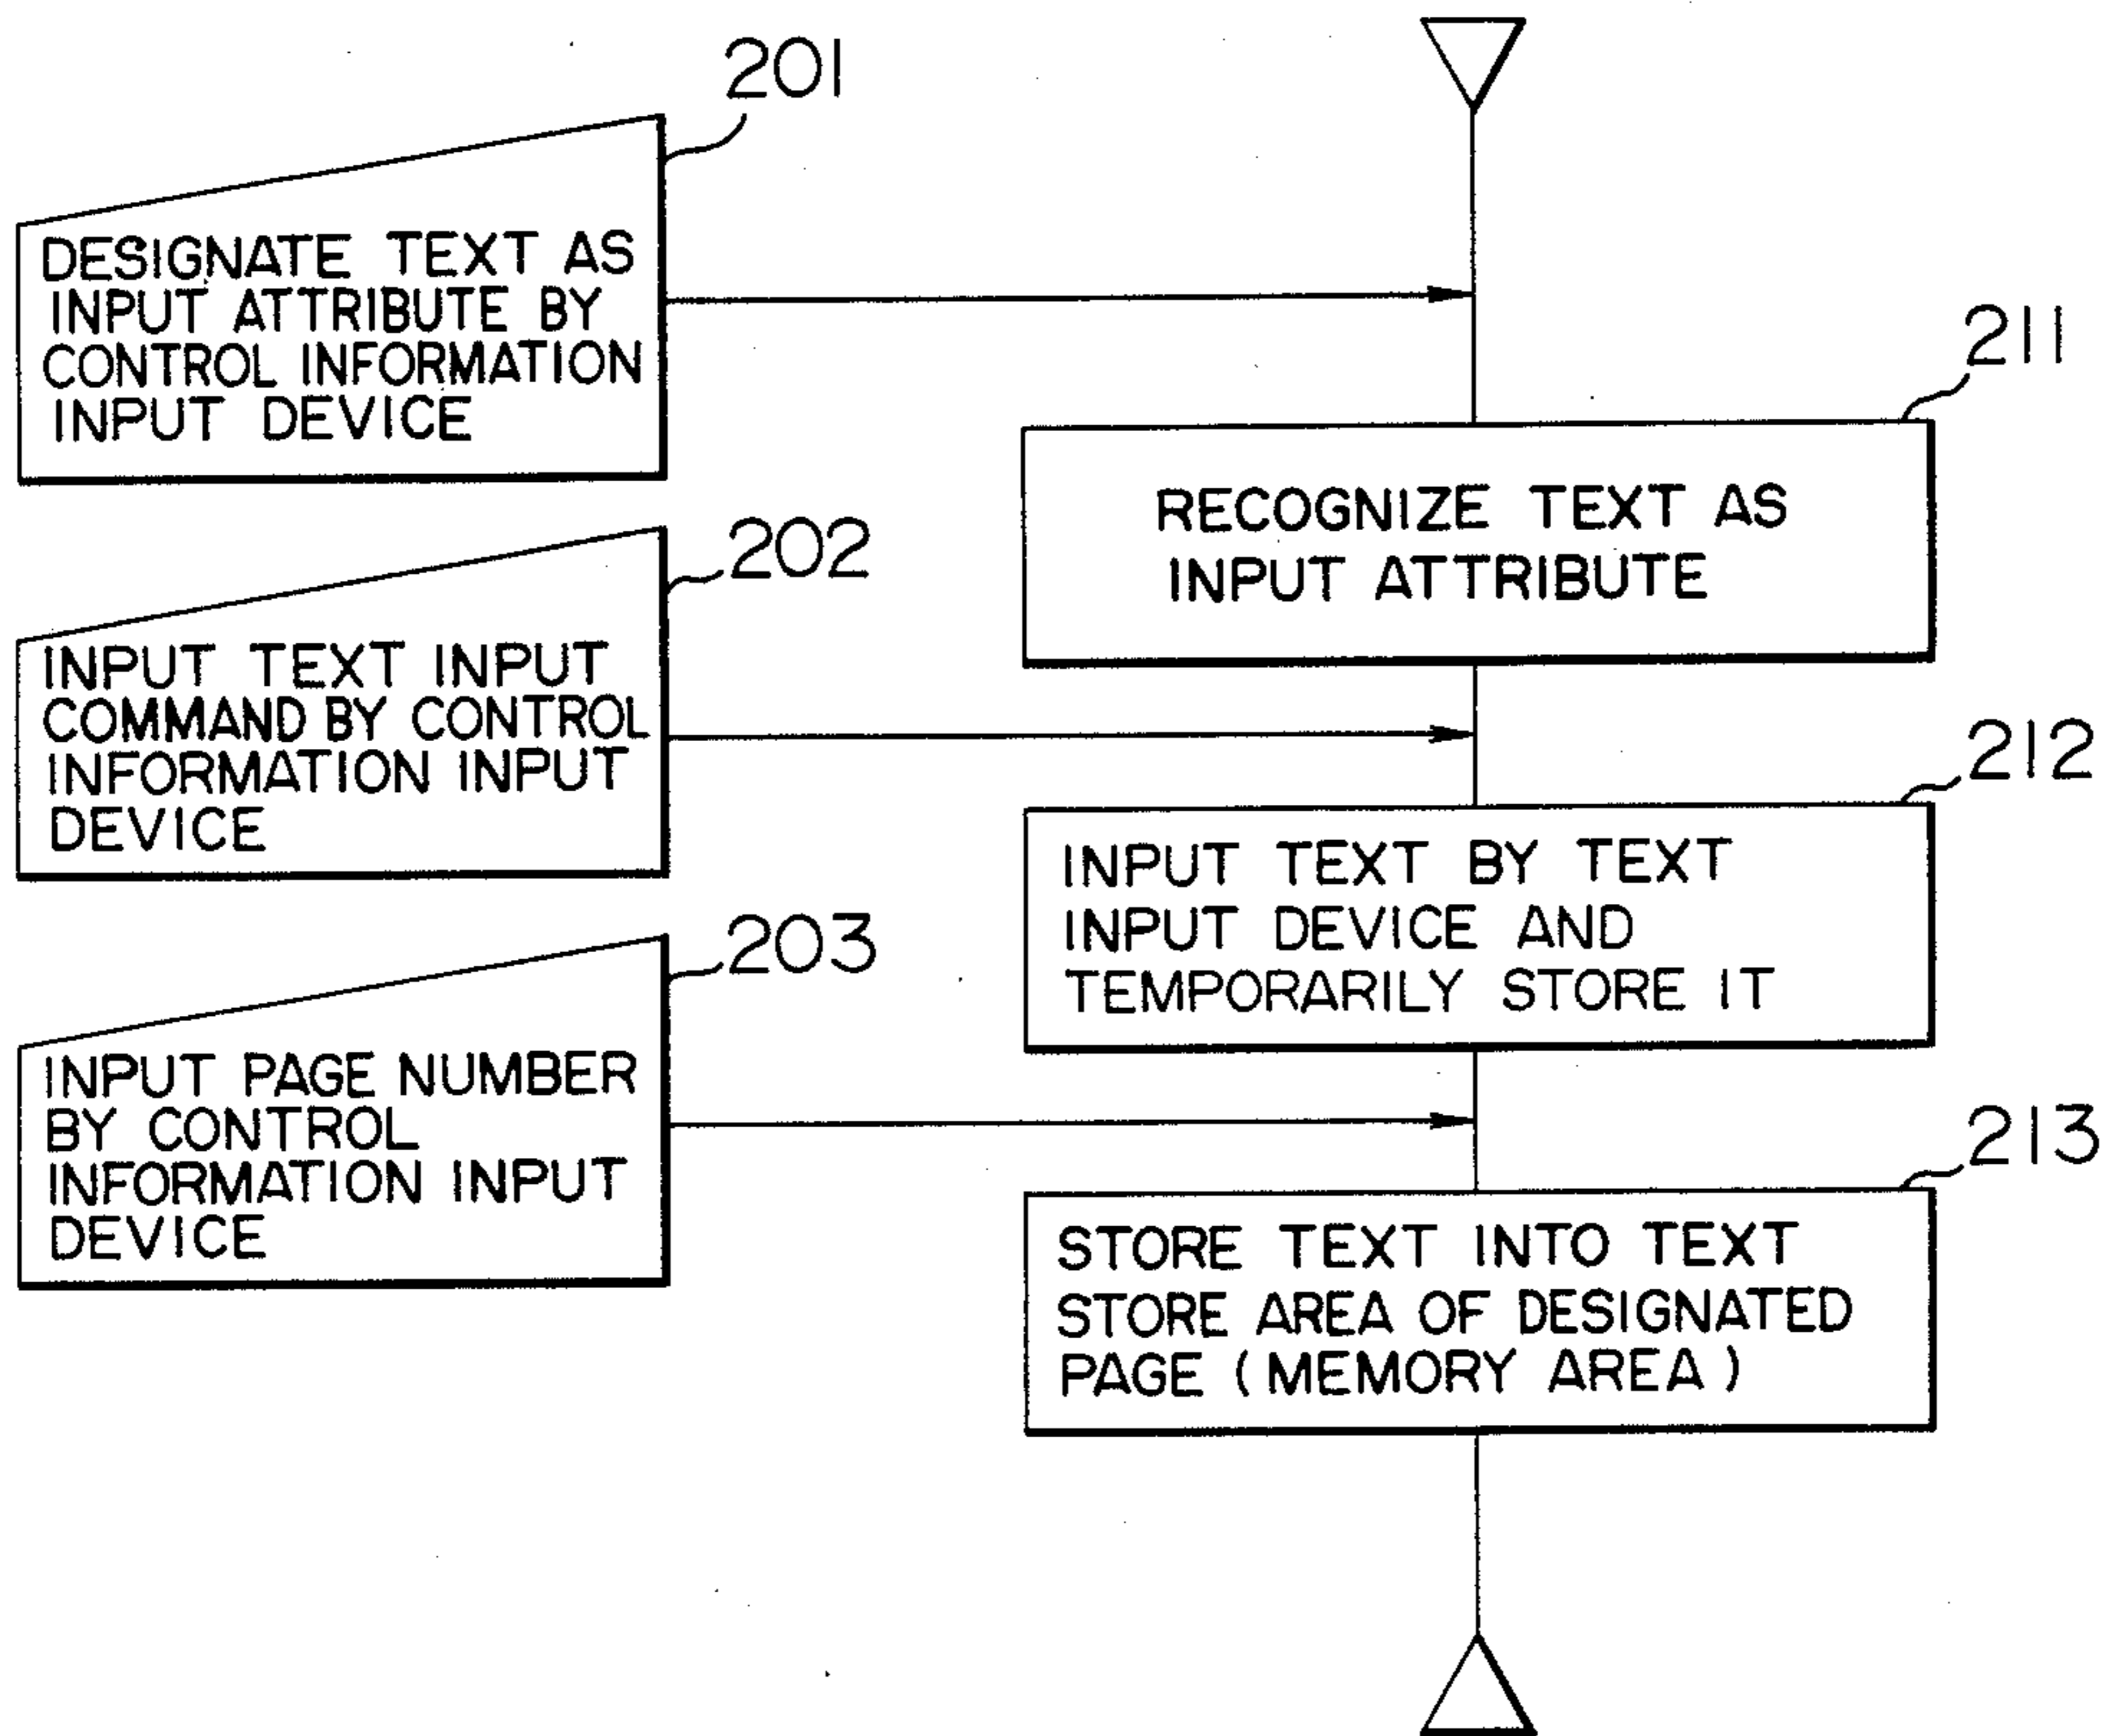 201
DESIGNATE TEXT AS
INPUT ATTRIBUTE BY
CONTROL INFORMATION
INPUT DEVICE
211
RECOGNIZE TEXT AS
INPUT ATTRIBUTE
202
INPUT TEXT INPUT
COMMAND BY CONTROL
INFORMATION INPUT
DEVICE
212
INPUT TEXT BY TEXT
INPUT DEVICE AND
TEMPORARILY STORE IT
203
INPUT PAGE NUMBER
BY CONTROL
INFORMATION INPUT
DEVICE
213
STORE TEXT INTO TEXT
STORE AREA OF DESIGNATED
PAGE (MEMORY AREA)